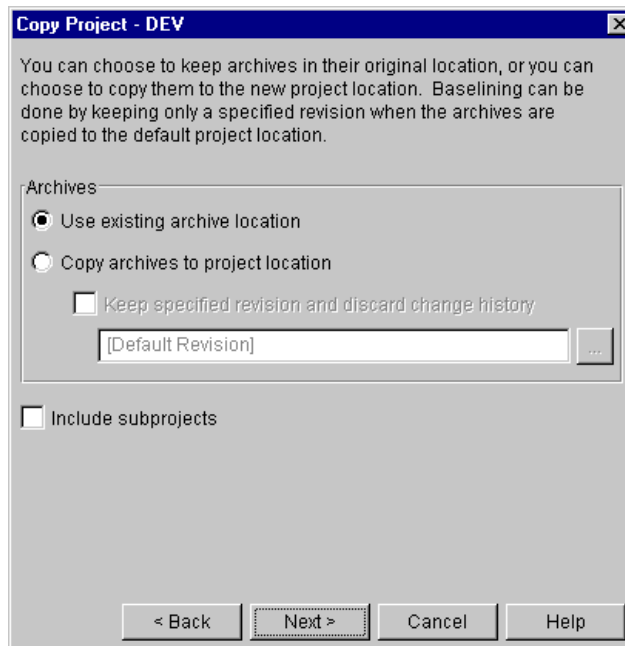 Copy Project - DEV
You can choose to keep archives in their original location, or you can
choose to copy them to the new project location.  Baselining can be
done by keeping only a specified revision when the archives are
copied to the default project location.
Archives
Use existing archive location
Copy archives to project location
Keep specified revision and discard change history
[Default Revision]
...
Include subprojects
< Back
Next >
Cancel
Help